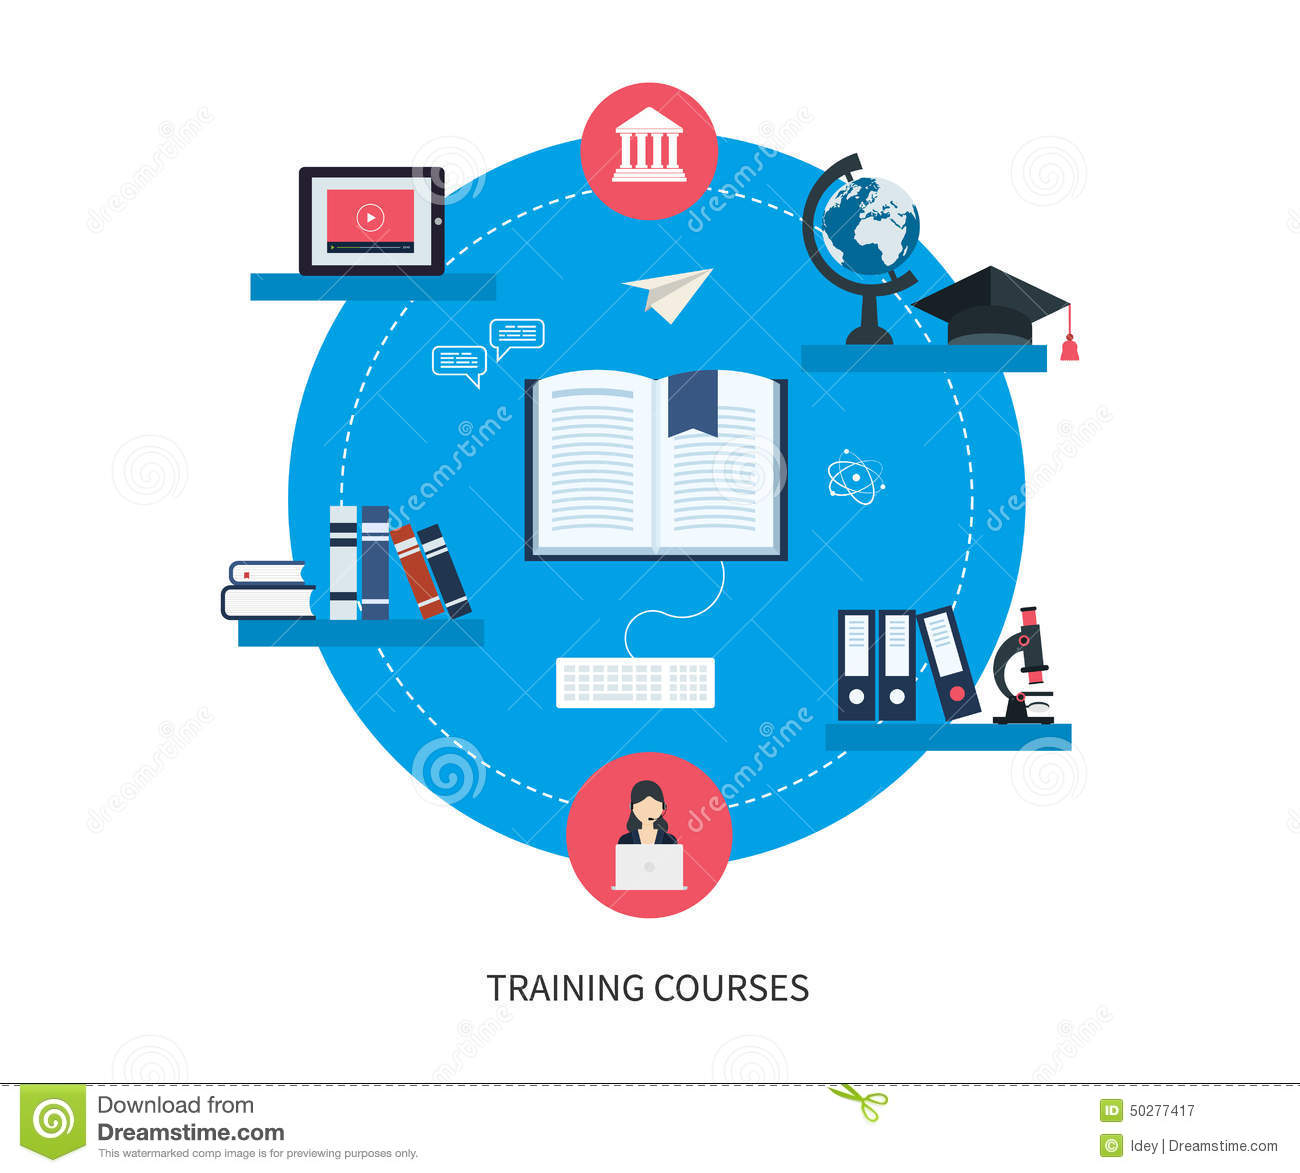 TRAINING COURSES
Download from
Dreamstime.com
This watermarked comp image is for previewing purposes only.
ID 50277417
© Idey | Dreamstime.com